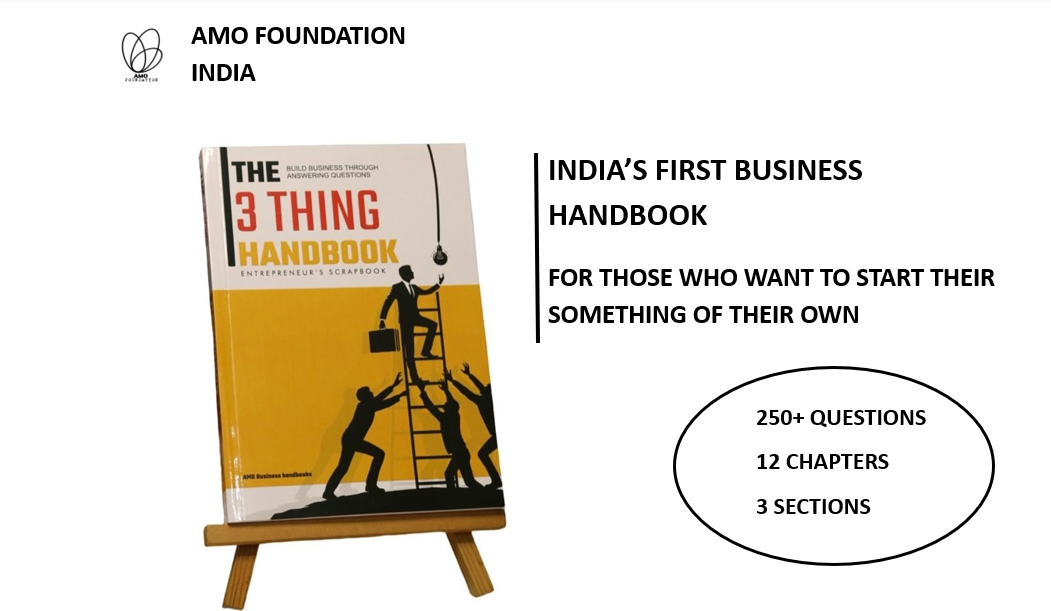 AMO FOUNDATION
INDIA
AMO
FOUNDATION
THE
BUILD BUSINESS THROUGH
ANSWERING QUESTIONS
3 THING
HANDBOOK
ENTREPRENEUR'S SCRAPBOOK
AMO Business handbooks
INDIA’S FIRST BUSINESS
HANDBOOK
FOR THOSE WHO WANT TO START THEIR
SOMETHING OF THEIR OWN
250+ QUESTIONS
12 CHAPTERS
3 SECTIONS